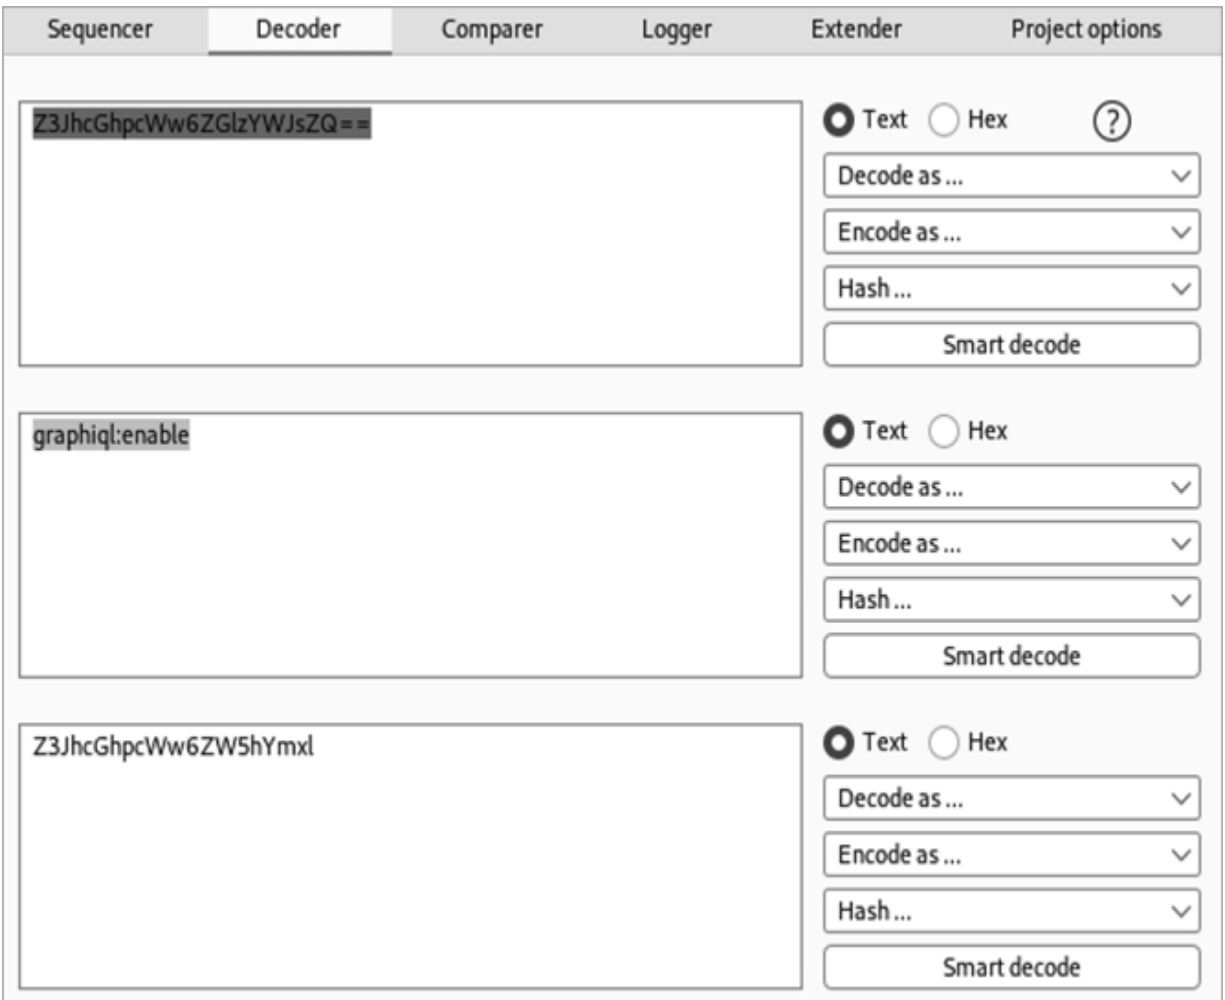 Sequencer Decoder Comparer Logger Extender Project options
Z3JhcGhpcWw6ZGlzYWJsZQ==
Text Hex ?
Decode as ...
Encode as ...
Hash ...
Smart decode
graphiql:enable
Text Hex
Decode as ...
Encode as ...
Hash ...
Smart decode
Z3JhcGhpcWw6ZW5hYmxl
Text Hex
Decode as ...
Encode as ...
Hash ...
Smart decode